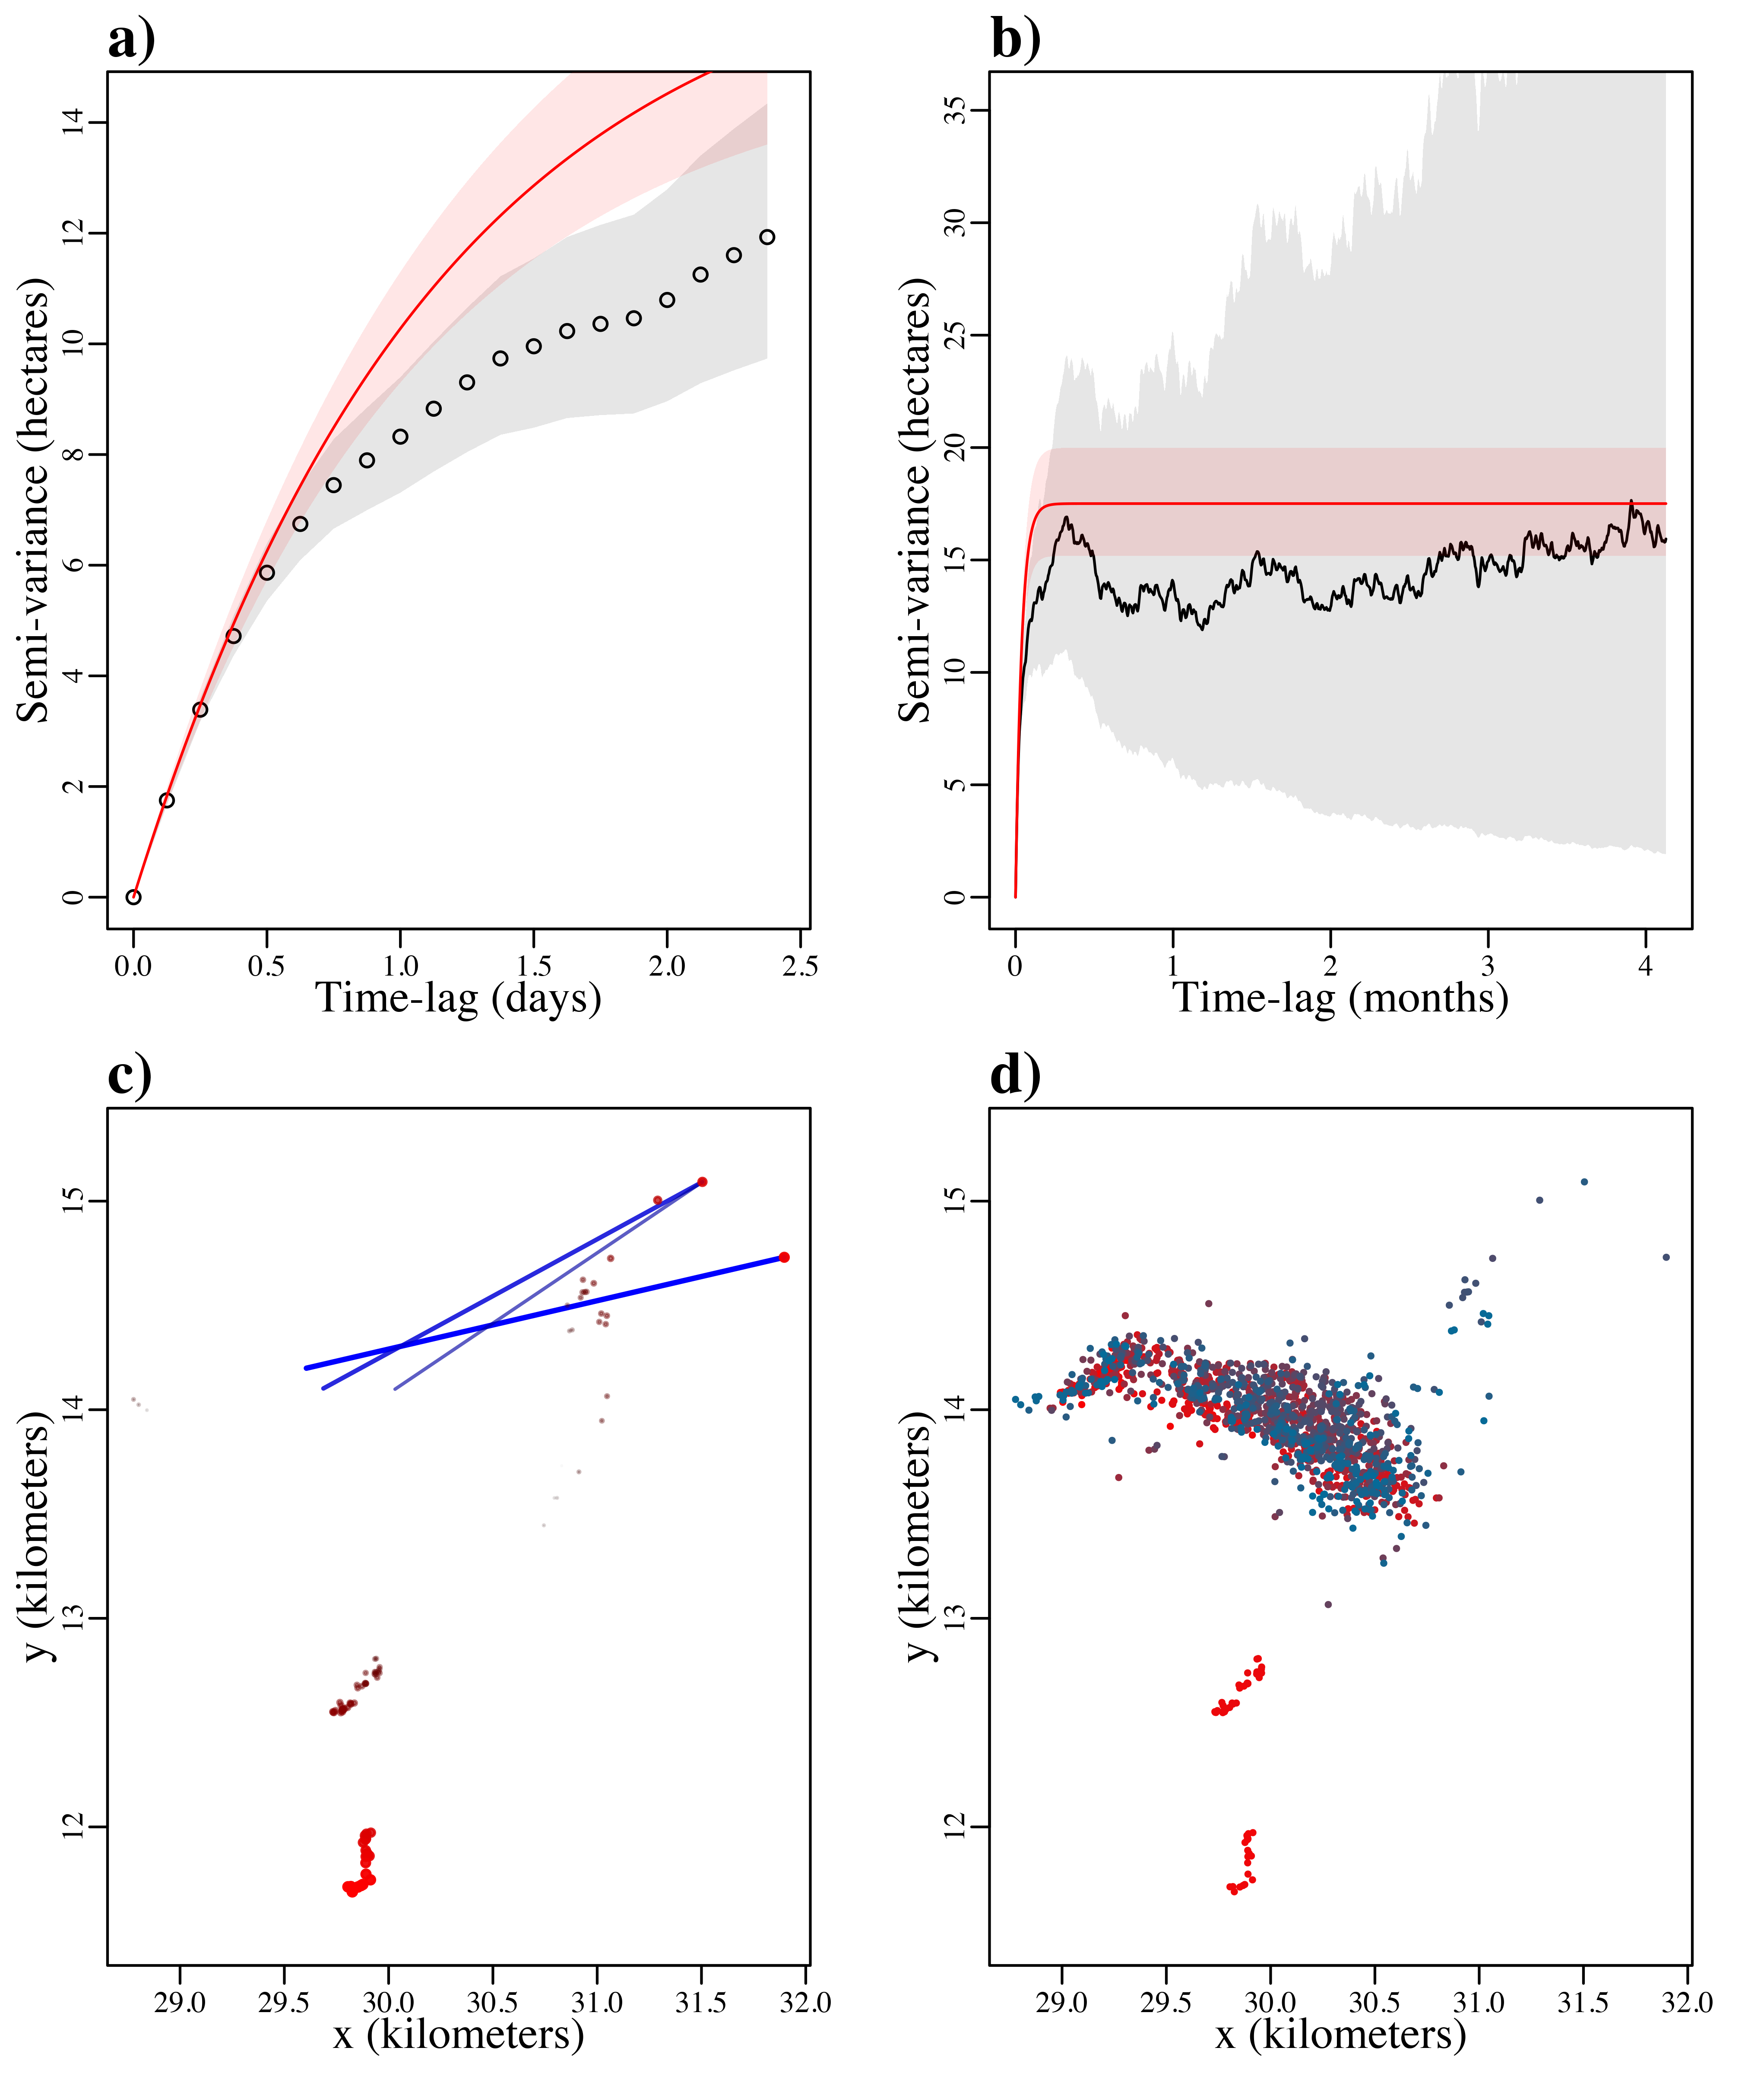 a)
Semi-variance (hectares)
0 2 4 6 8 10 12 14
0.0 0.5 1.0 1.5 2.0 2.5
Time-lag (days)
b)
Semi-variance (hectares)
0 5 10 15 20 25 30 35
0 1 2 3 4
Time-lag (months)
c)
y (kilometers)
12 13 14 15
29.0 29.5 30.0 30.5 31.0 31.5 32.0
x (kilometers)
d)
y (kilometers)
12 13 14 15
29.0 29.5 30.0 30.5 31.0 31.5 32.0
x (kilometers)